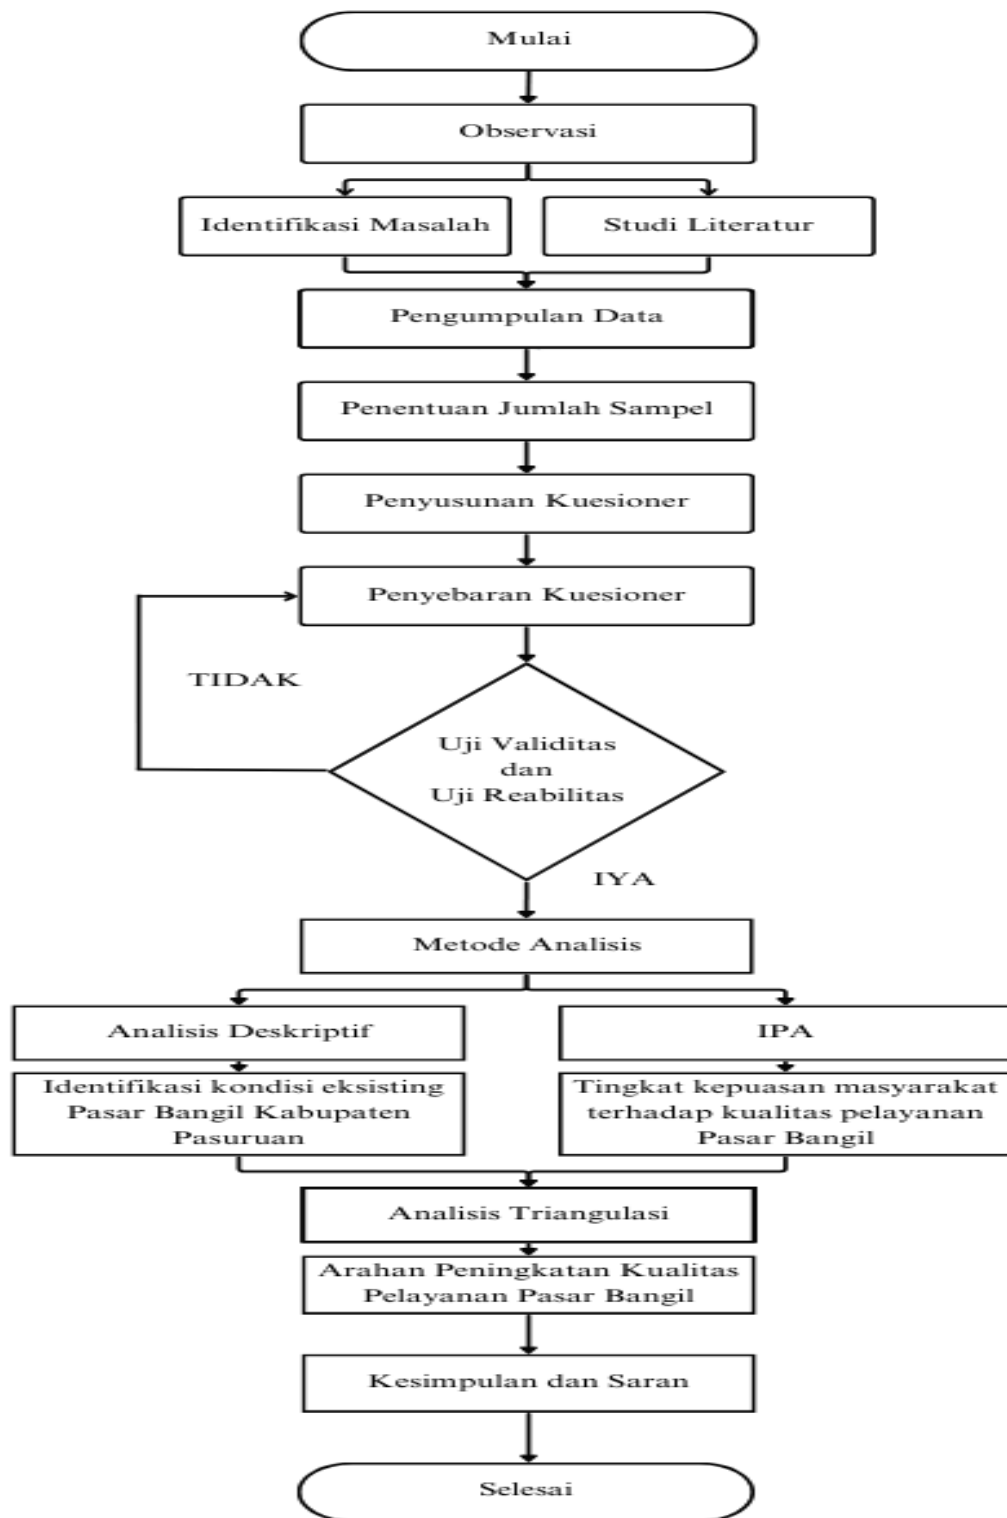 Mulai
Observasi
Identifikasi Masalah
Studi Literatur
Pengumpulan Data
Penentuan Jumlah Sampel
Penyusunan Kuesioner
Penyebaran Kuesioner
TIDAK
Uji Validitas
dan
Uji Reabilitas
IYA
Metode Analisis
Analisis Deskriptif
IPA
Identifikasi kondisi eksisting
Pasar Bangil Kabupaten
Pasuruan
Tingkat kepuasan masyarakat
terhadap kualitas pelayanan
Pasar Bangil
Analisis Triangulasi
Arahan Peningkatan Kualitas
Pelayanan Pasar Bangil
Kesimpulan dan Saran
Selesai